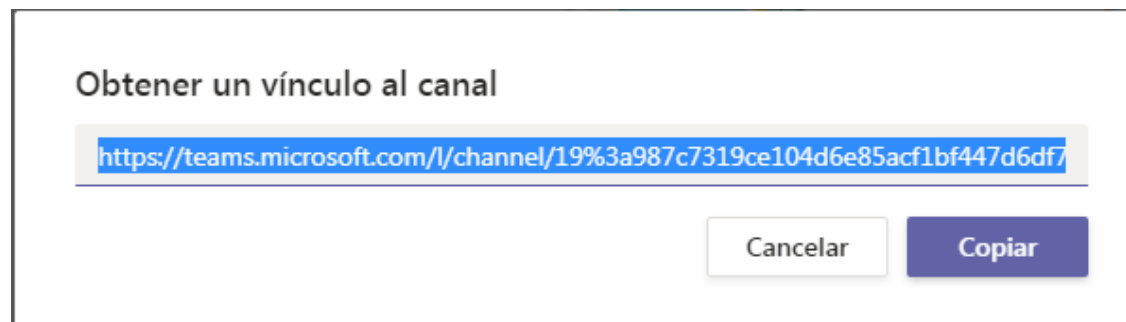 Obtener un vínculo al canal
https://teams.microsoft.com/l/channel/19%3a987c7319ce104d6e85acf1bf447d6df7
Cancelar
Copiar